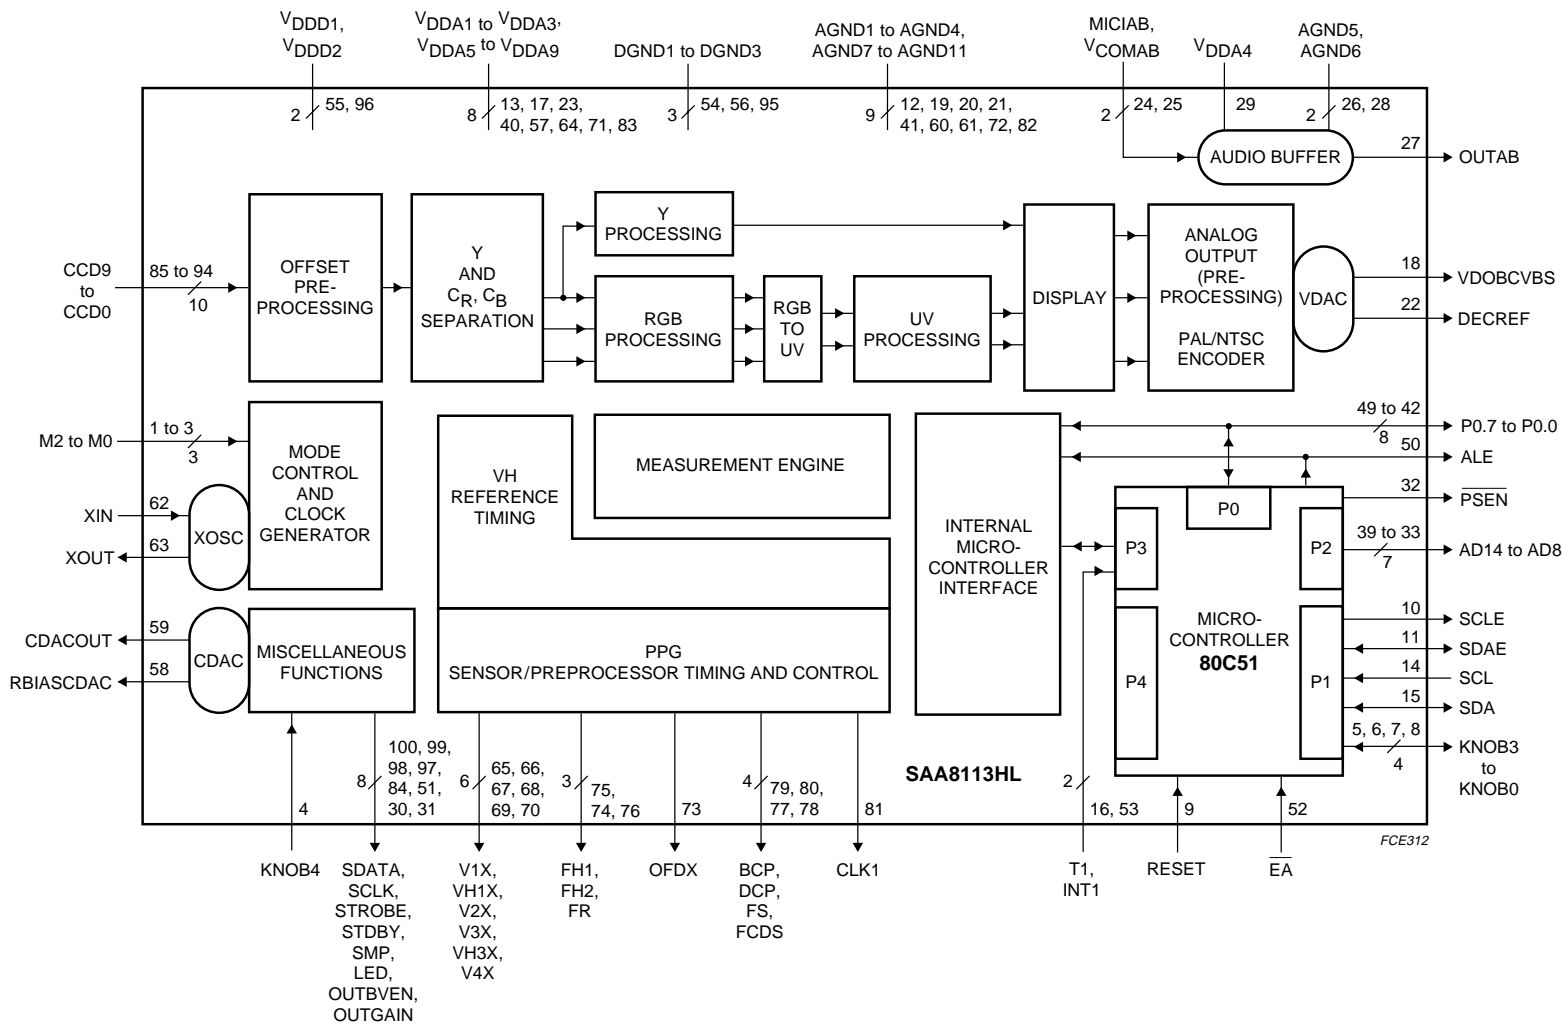 VDDD1,
VDDD2
VDDA1 to VDDA3,
VDDA5 to VDDA9
DGND1 to DGND3
AGND1 to AGND4,
AGND7 to AGND11
MICIAB,
VCOMAB
VDDA4
AGND5,
AGND6
2
55, 96
8
13, 17, 23,
40, 57, 64, 71, 83
3
54, 56, 95
9
12, 19, 20, 21,
41, 60, 61, 72, 82
2
24, 25
29
2
26, 28
AUDIO BUFFER
27
OUTAB
CCD9
to
CCD0
85 to 94
10
OFFSET
PRE-
PROCESSING
Y
AND
CR, CB
SEPARATION
Y
PROCESSING
RGB
PROCESSING
RGB
TO
UV
UV
PROCESSING
DISPLAY
ANALOG
OUTPUT
(PRE-
PROCESSING)
PAL/NTSC
ENCODER
VDAC
18
VDOBCVBS
22
DECREF
M2 to M0
1 to 3
3
MODE
CONTROL
AND
CLOCK
GENERATOR
XIN
62
XOUT
63
XOSC
VH
REFERENCE
TIMING
MEASUREMENT ENGINE
INTERNAL
MICRO-
CONTROLLER
INTERFACE
49 to 42
8
P0.7 to P0.0
50
ALE
32
PSEN
39 to 33
7
AD14 to AD8
P0
P3
P2
MICRO-
CONTROLLER
80C51
P4
P1
10
SCLE
11
SDAE
14
SCL
15
SDA
5, 6, 7, 8
4
KNOB3
to
KNOB0
CDACOUT
59
RBIASCDAC
58
CDAC
MISCELLANEOUS
FUNCTIONS
PPG
SENSOR/PREPROCESSOR TIMING AND CONTROL
SAA8113HL
4
8
100, 99,
98, 97,
84, 51,
30, 31
6
65, 66,
67, 68,
69, 70
3
75,
74, 76
73
4
79, 80,
77, 78
81
2
16, 53
9
52
FCE312
KNOB4
SDATA,
SCLK,
STROBE,
STDBY,
SMP,
LED,
OUTBVEN,
OUTGAIN
V1X,
VH1X,
V2X,
V3X,
VH3X,
V4X
FH1,
FH2,
FR
OFDX
BCP,
DCP,
FS,
FCDS
CLK1
T1,
INT1
RESET
EA